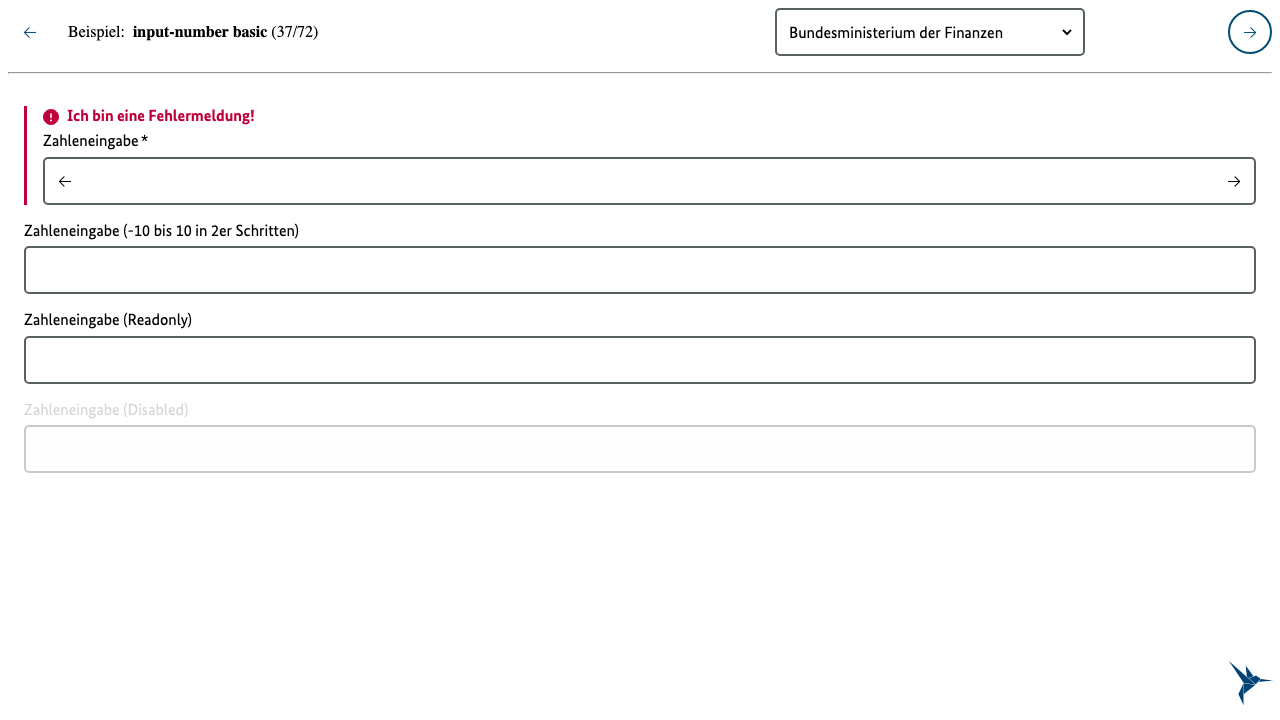 Beispiel: input-number basic (37/72)
Bundesministerium der Finanzen
Ich bin eine Fehlermeldung!
Zahleneingabe*
Zahleneingabe (-10 bis 10 in 2er Schritten)
Zahleneingabe (Readonly)
Zahleneingabe (Disabled)